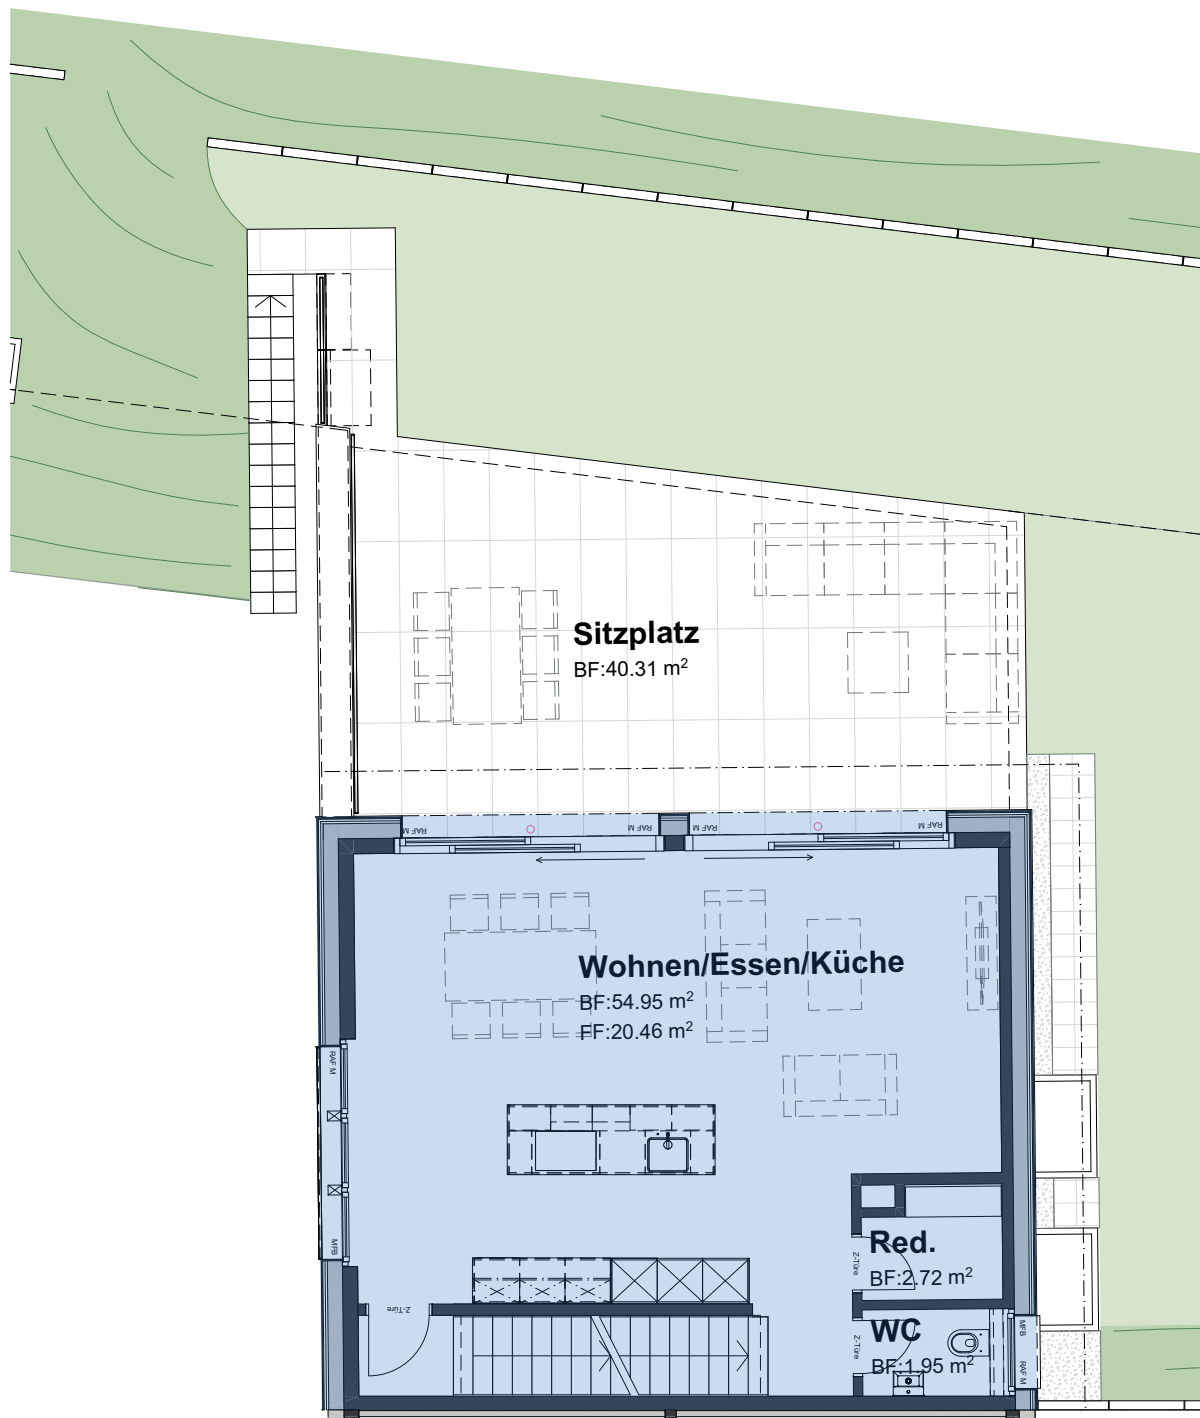 Sitzplatz
BF:40.31 m²
RAF M
RAF M
RAF M
RAF M
Wohnen/Essen/Küche
BF:54.95 m²
FF:20.46 m²
RAF M
MFB
Red.
BF:2.72 m²
Z-Türe
Z-Türe
WC
BF:1.95 m²
Z-Türe
MFB
RAF M